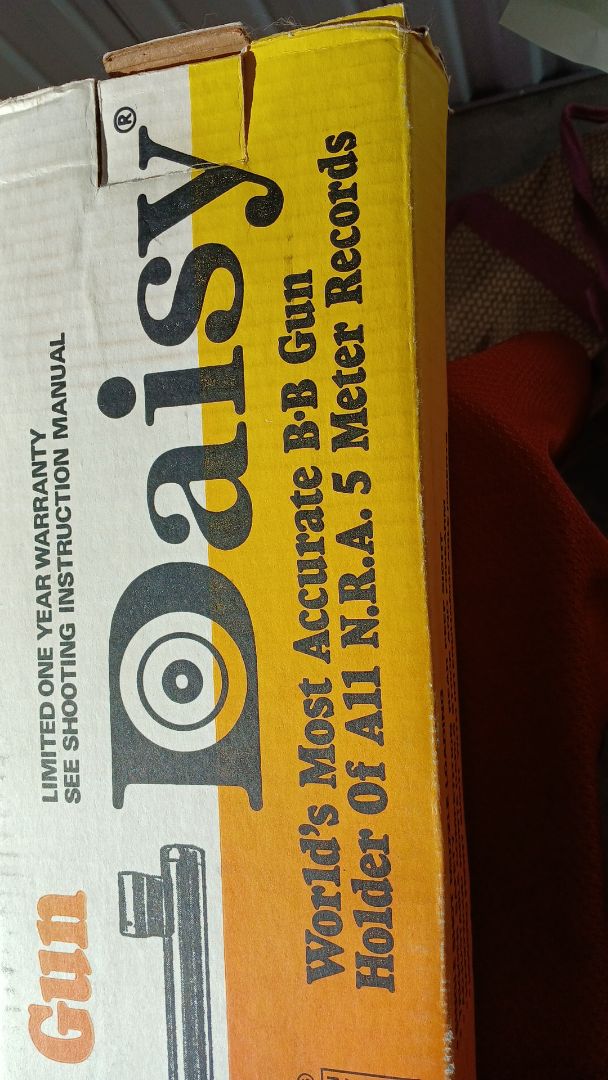 Gun
LIMITED ONE YEAR WARRANTY
SEE SHOOTING INSTRUCTION MANUAL
Daisy®
World's Most Accurate B·B Gun
Holder Of All N.R.A. 5 Meter Records